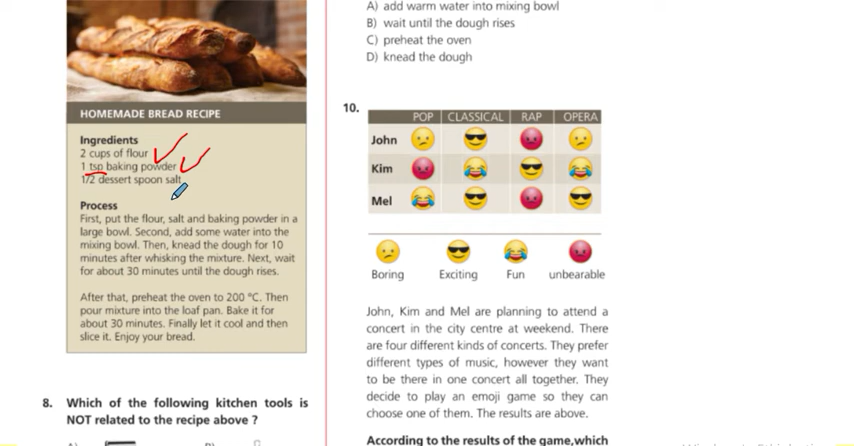 HOMEMADE BREAD RECIPE
Ingredients
2 cups of flour
1 tsp baking powder
1/2 dessert spoon salt
Process
First, put the flour, salt and baking powder in a
large bowl. Second, add some water into the
mixing bowl. Then, knead the dough for 10
minutes after whisking the mixture. Next, wait
for about 30 minutes until the dough rises.
After that, preheat the oven to 200 °C. Then
pour mixture into the loaf pan. Bake it for
about 30 minutes. Finally let it cool and then
slice it. Enjoy your bread.
8. Which of the following kitchen tools is
NOT related to the recipe above ?
A) add warm water into mixing bowl
B) wait until the dough rises
C) preheat the oven
D) knead the dough
10.
POP CLASSICAL RAP OPERA
John
Kim
Mel
Boring Exciting Fun unbearable
John, Kim and Mel are planning to attend a
concert in the city centre at weekend. There
are four different kinds of concerts. They prefer
different types of music, however they want
to be there in one concert all together. They
decide to play an emoji game so they can
choose one of them. The results are above.
According to the results of the game,which